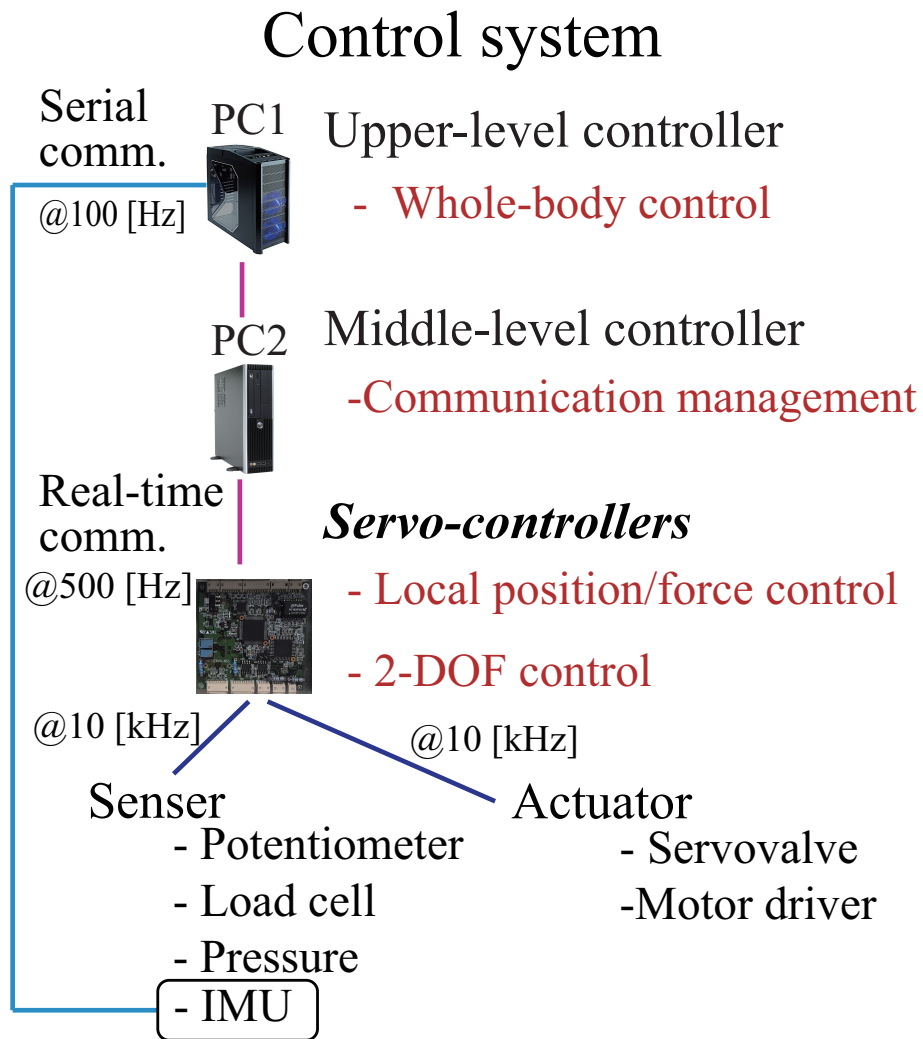 Control system
Serial
comm.
@100 [Hz]
PC1
Upper-level controller
- Whole-body control
PC2
Middle-level controller
-Communication management
Real-time
comm.
@500 [Hz]
Servo-controllers
- Local position/force control
- 2-DOF control
@10 [kHz]
@10 [kHz]
Senser
- Potentiometer
- Load cell
- Pressure
- IMU
Actuator
- Servovalve
-Motor driver